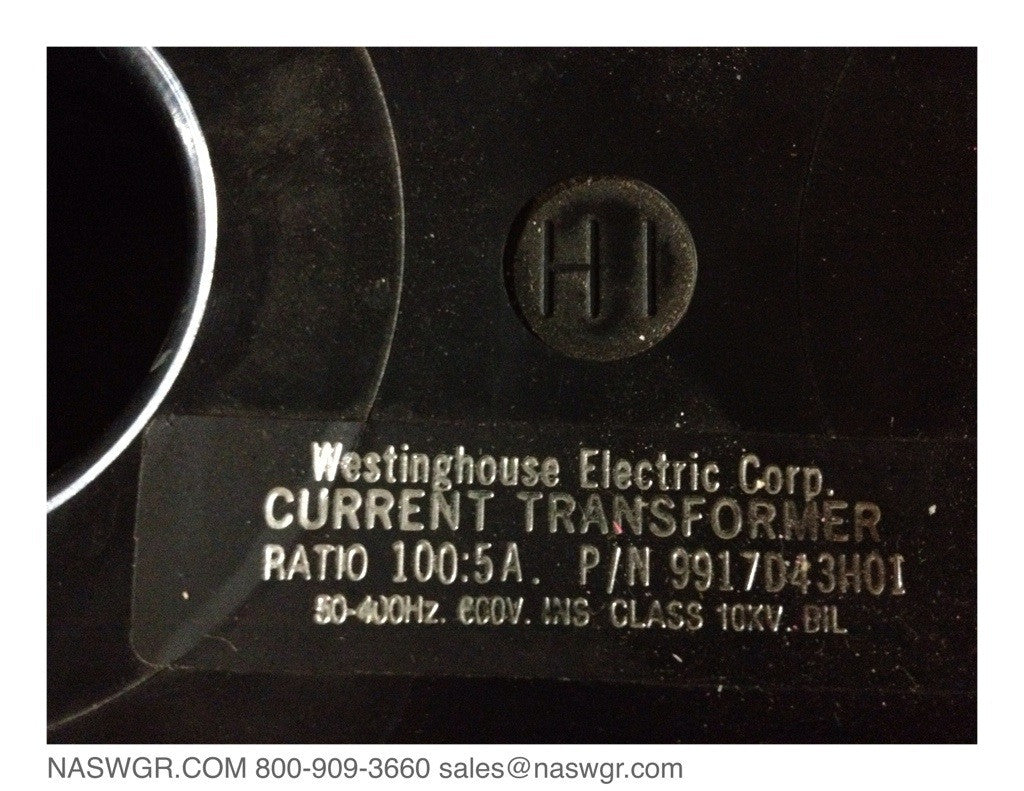 H1
Westinghouse Electric Corp.
CURRENT TRANSFORMER
RATIO 100:5A. P/N 9917D43H01
50-400Hz. 600V. INS CLASS 10KV. BIL
NASWGR.COM 800-909-3660 sales@naswgr.com